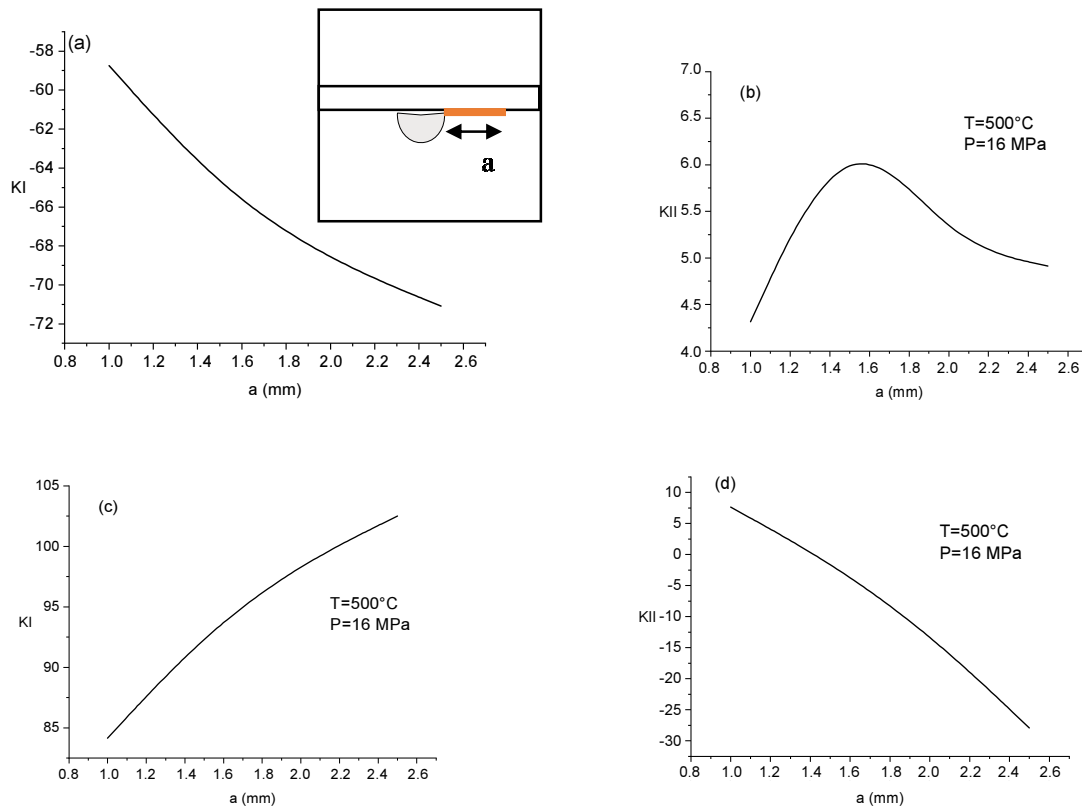 (a)
-58
-60
-62
-64
-66
-68
-70
-72
KI
0.8 1.0 1.2 1.4 1.6 1.8 2.0 2.2 2.4 2.6
a (mm)
a
(b)
7.0
6.5
6.0
5.5
5.0
4.5
4.0
KII
T=500°C
P=16 MPa
0.8 1.0 1.2 1.4 1.6 1.8 2.0 2.2 2.4 2.6
a (mm)
(c)
105
100
95
90
85
KI
T=500°C
P=16 MPa
0.8 1.0 1.2 1.4 1.6 1.8 2.0 2.2 2.4 2.6
a (mm)
(d)
10
5
0
-5
-10
-15
-20
-25
-30
KII
T=500°C
P=16 MPa
0.8 1.0 1.2 1.4 1.6 1.8 2.0 2.2 2.4 2.6
a (mm)